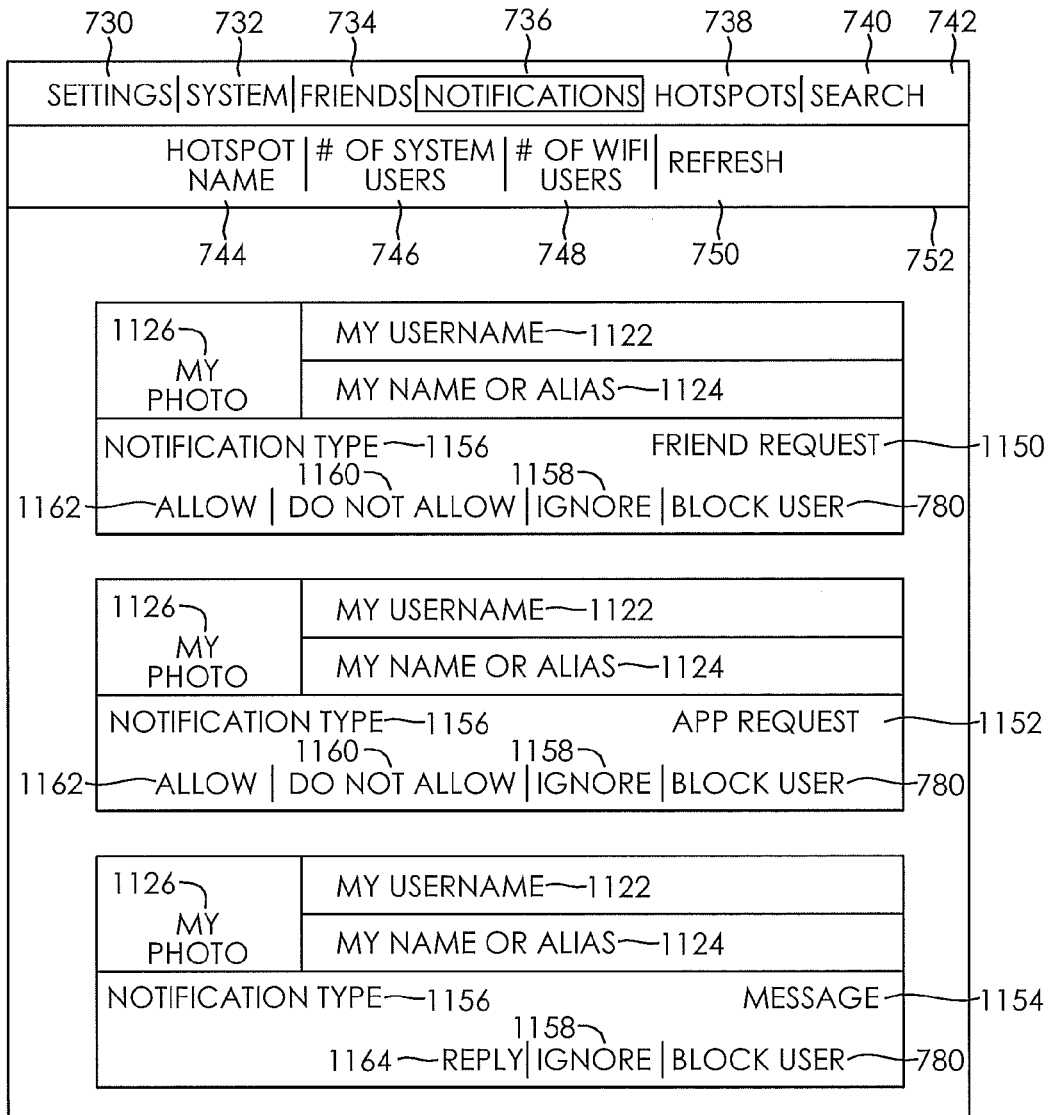 730 732 734 736 738 740 742
SETTINGS SYSTEM FRIENDS NOTIFICATIONS HOTSPOTS SEARCH
HOTSPOT NAME # OF SYSTEM USERS # OF WIFI USERS REFRESH
744 746 748 750 752
1126 MY USERNAME 1122
MY PHOTO MY NAME OR ALIAS 1124
NOTIFICATION TYPE 1156 FRIEND REQUEST 1150
1160 1158
1162 ALLOW DO NOT ALLOW IGNORE BLOCK USER 780
1126 MY USERNAME 1122
MY PHOTO MY NAME OR ALIAS 1124
NOTIFICATION TYPE 1156 APP REQUEST 1152
1160 1158
1162 ALLOW DO NOT ALLOW IGNORE BLOCK USER 780
1126 MY USERNAME 1122
MY PHOTO MY NAME OR ALIAS 1124
NOTIFICATION TYPE 1156 MESSAGE 1154
1158
1164 REPLY IGNORE BLOCK USER 780